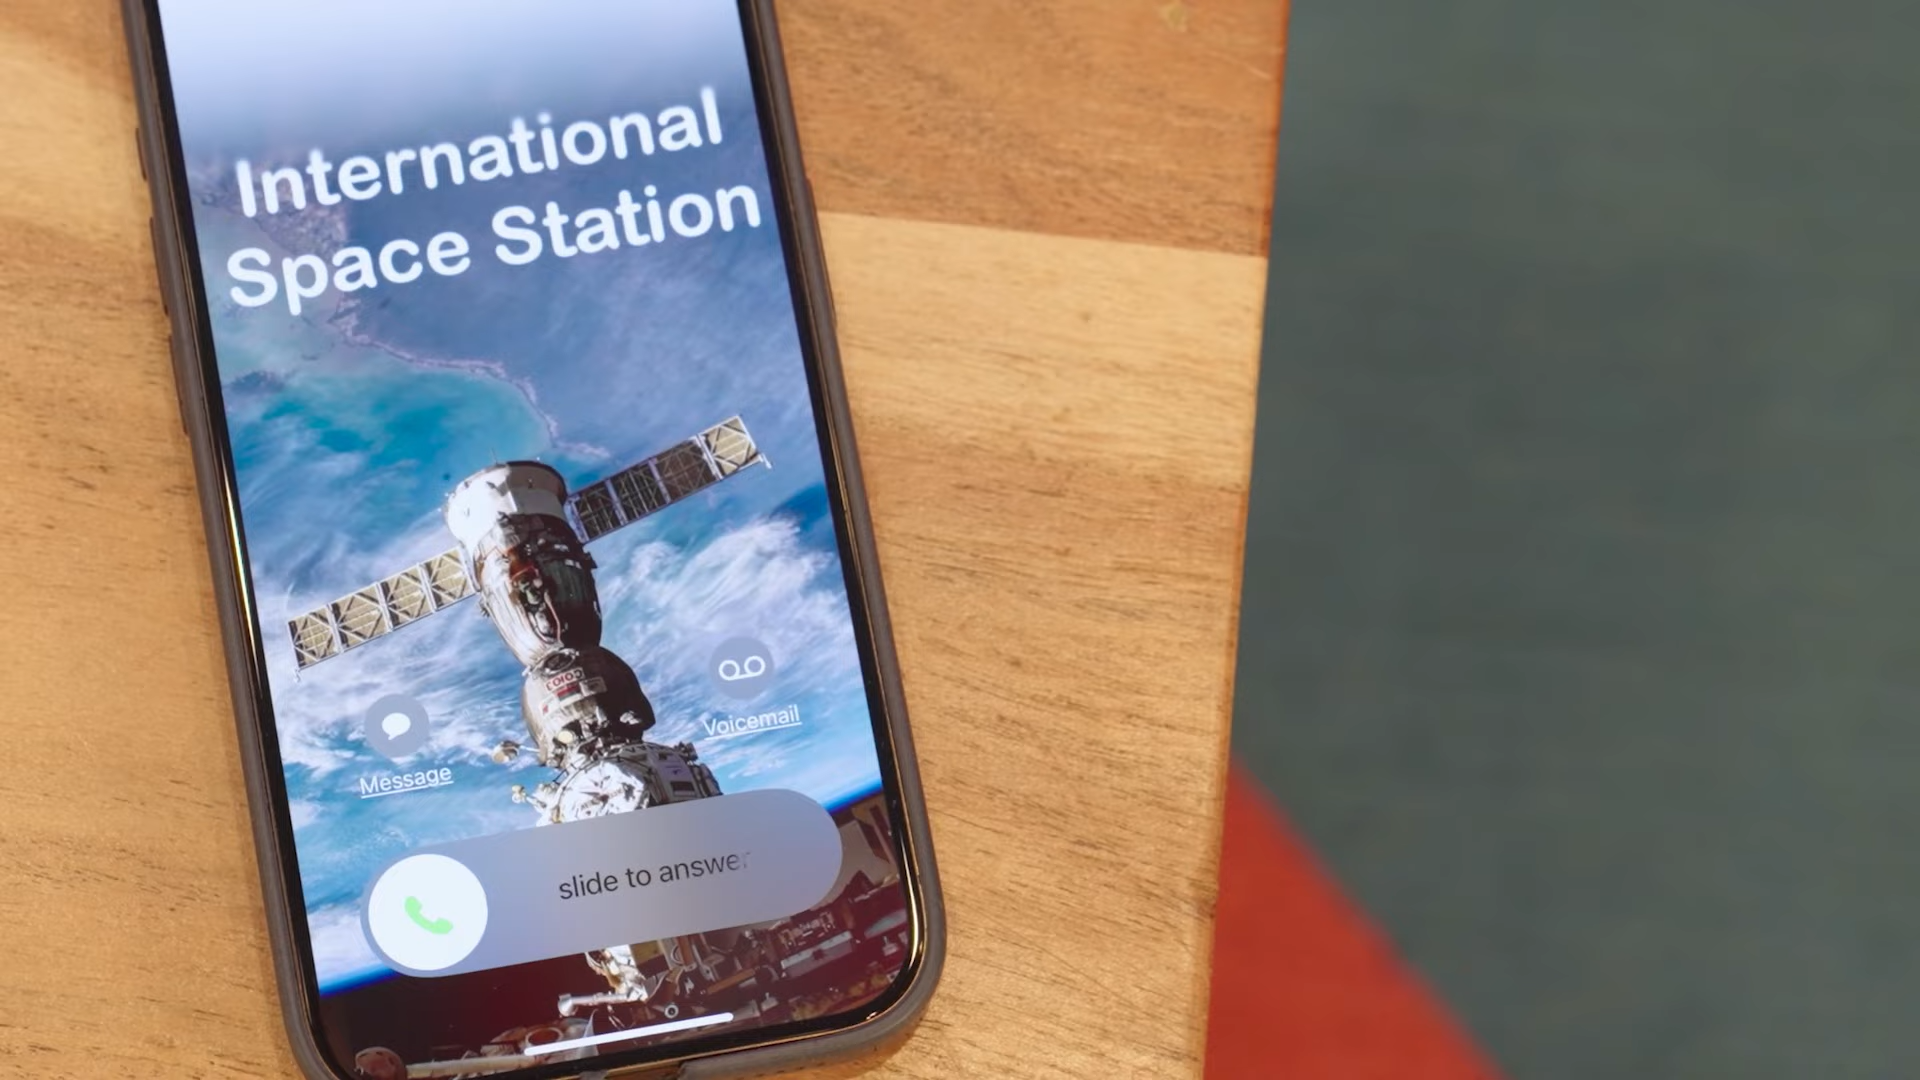 International
Space Station
Voicemail
Message
slide to answer